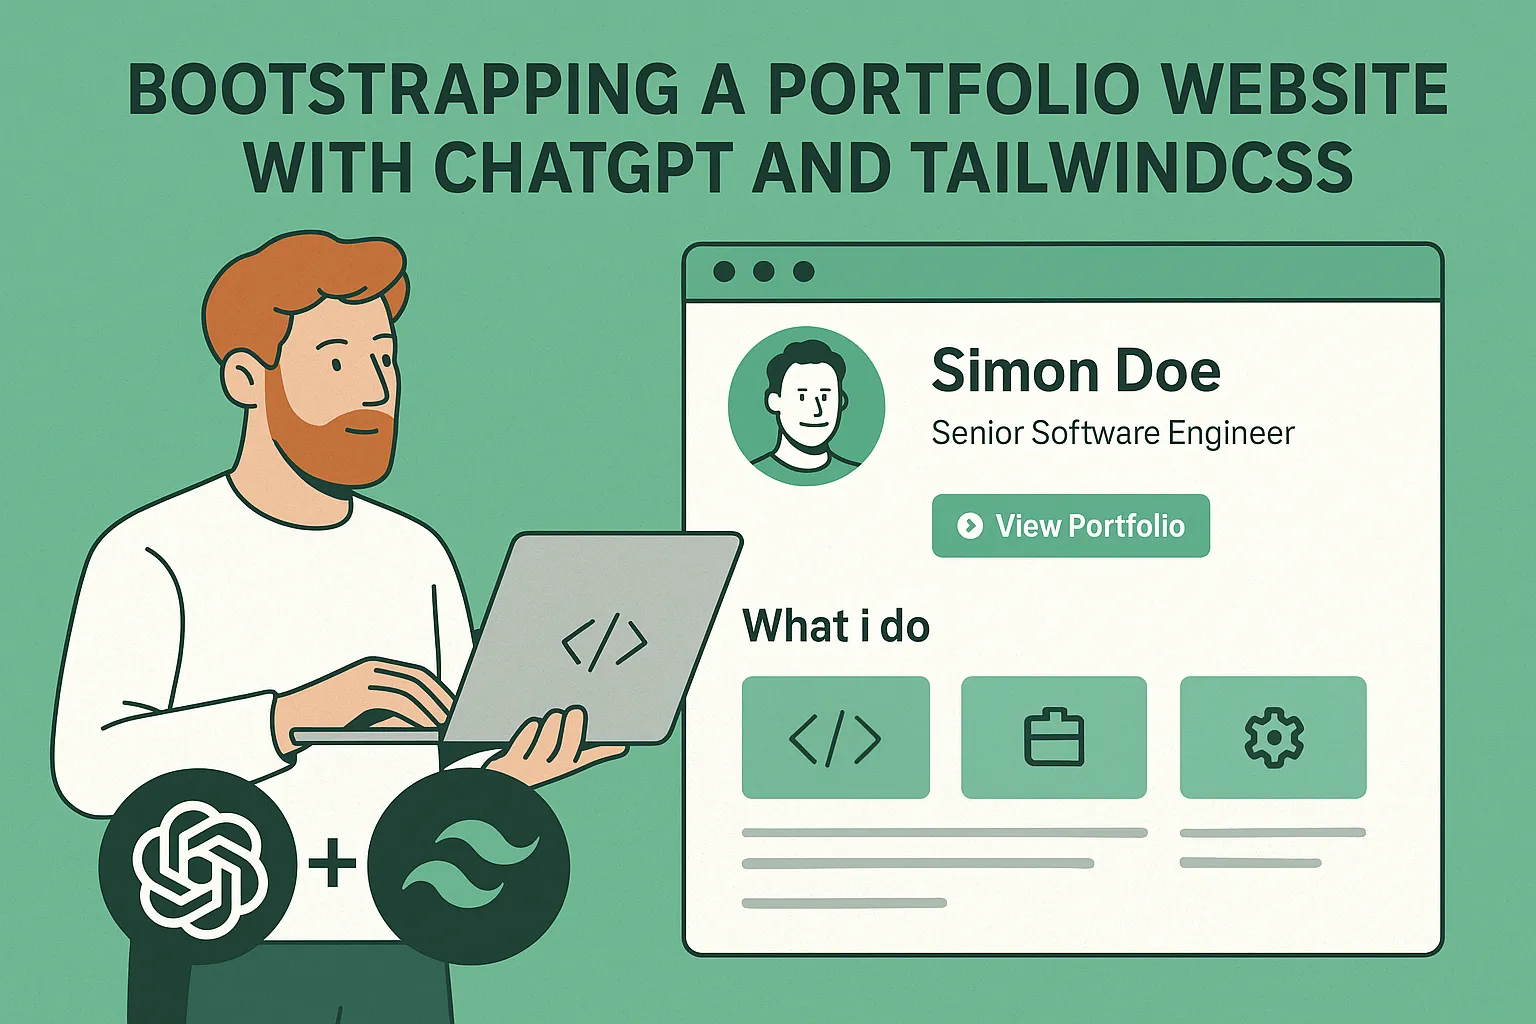 BOOTSTRAPPING A PORTFOLIO WEBSITE
WITH CHATGPT AND TAILWINDCSS
Simon Doe
Senior Software Engineer
View Portfolio
What i do